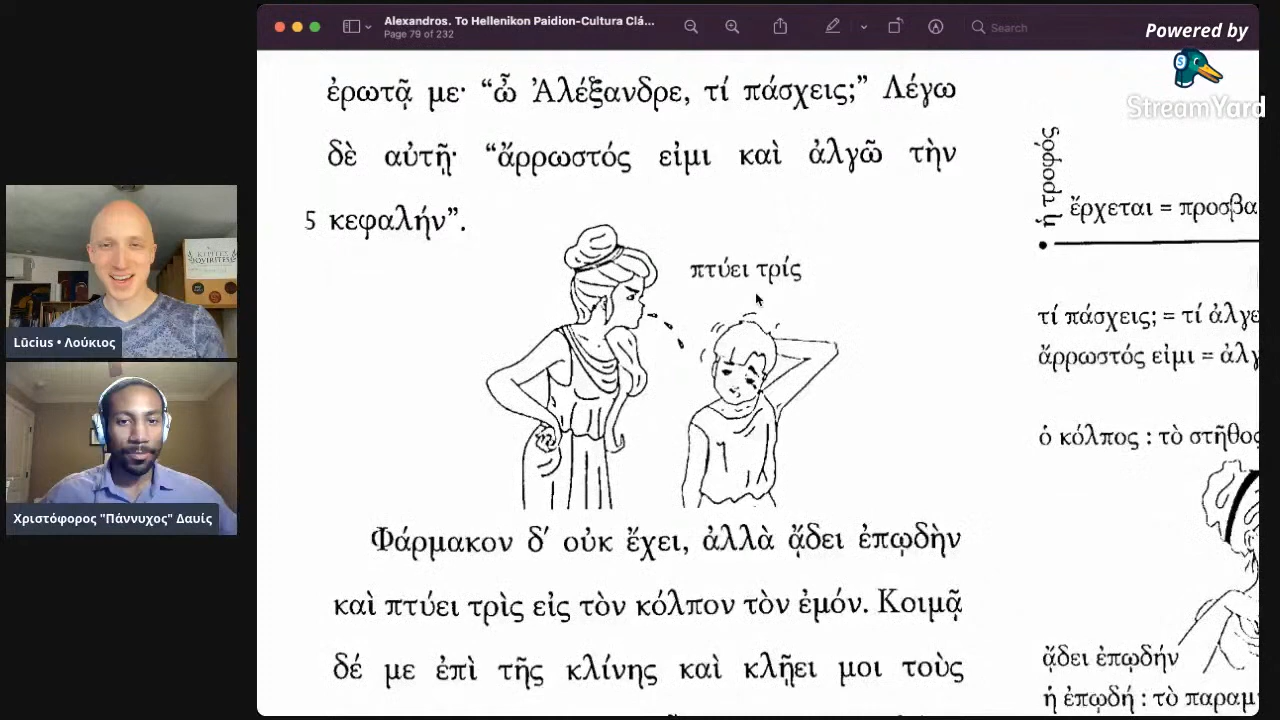 Alexandros. To Hellenikon Paidion-Cultura Clá...
Page 79 of 232
Search
Powered by
StreamYard
ἐρωτᾷ με· “ὦ Ἀλέξανδρε, τί πάσχεις;” Λέγω
δὲ αὐτῇ· “ἄρρωστός εἰμι καὶ ἀλγῶ τὴν
5 κεφαλήν”.
πτύει τρίς
Φάρμακον δ’ οὐκ ἔχει, ἀλλὰ ᾄδει ἐπῳδὴν
καὶ πτύει τρὶς εἰς τὸν κόλπον τὸν ἐμόν. Κοιμᾷ
δέ με ἐπὶ τῆς κλίνης καὶ κλῄει μοι τοὺς
ἡ τροφός
ἔρχεται = προσβα
τί πάσχεις; = τί ἀλγε
ἄρρωστός εἰμι = ἀλγ
ὁ κόλπος : τὸ στῆθος
ᾄδει ἐπῳδήν
ἡ ἐπῳδή : τὸ παραμ
Lūcius • Λούκιος
Χριστόφορος "Πάννυχος" Δαυίς